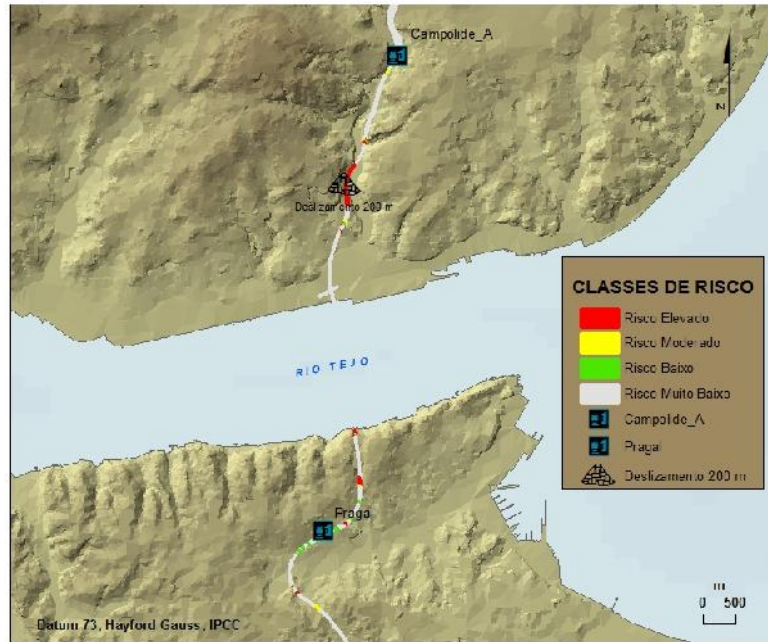 Campolide_A
N
Deslizamento 200 m
CLASSES DE RISCO
Risco Elevado
Risco Moderado
Risco Baixo
Risco Muito Baixo
Campolide_A
Pragal
Deslizamento 200 m
RIO TEJO
Praga
m
0 500
Datum 73, Hayford Gauss, IPCC